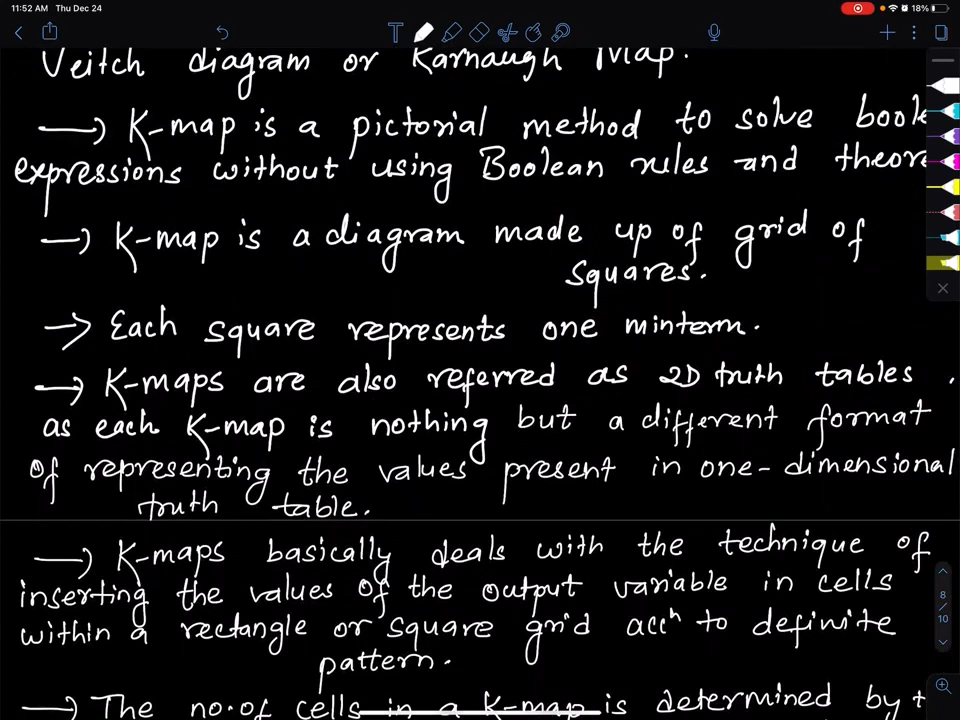 11:52 AM Thu Dec 24
18%
Veitch diagram or Karnaugh Map.
→ K-map is a pictorial method to solve boole
expressions without using Boolean rules and theore
→ K-map is a diagram made up of grid of
squares.
→ Each square represents one minterm.
→ K-maps are also referred as 2D truth tables.
as each K-map is nothing but a different format
of representing the values present in one-dimensional
truth table.
→ K-maps basically deals with the technique of
inserting the values of the output variable in cells
within a rectangle or square grid accⁿ to definite
pattern.
→ The no. of cells in a K-map is determined by t
8
/
10